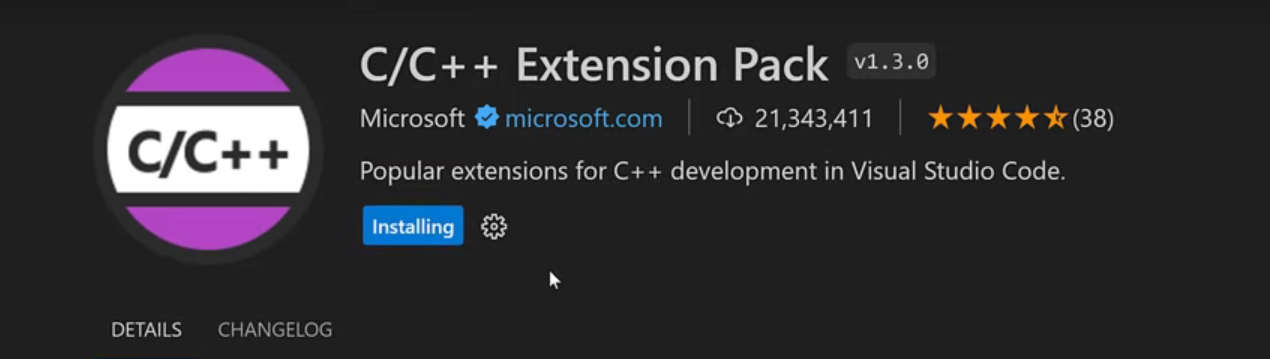 C/C++ Extension Pack v1.3.0
Microsoft microsoft.com 21,343,411 (38)
C/C++
Popular extensions for C++ development in Visual Studio Code.
Installing
DETAILS CHANGELOG